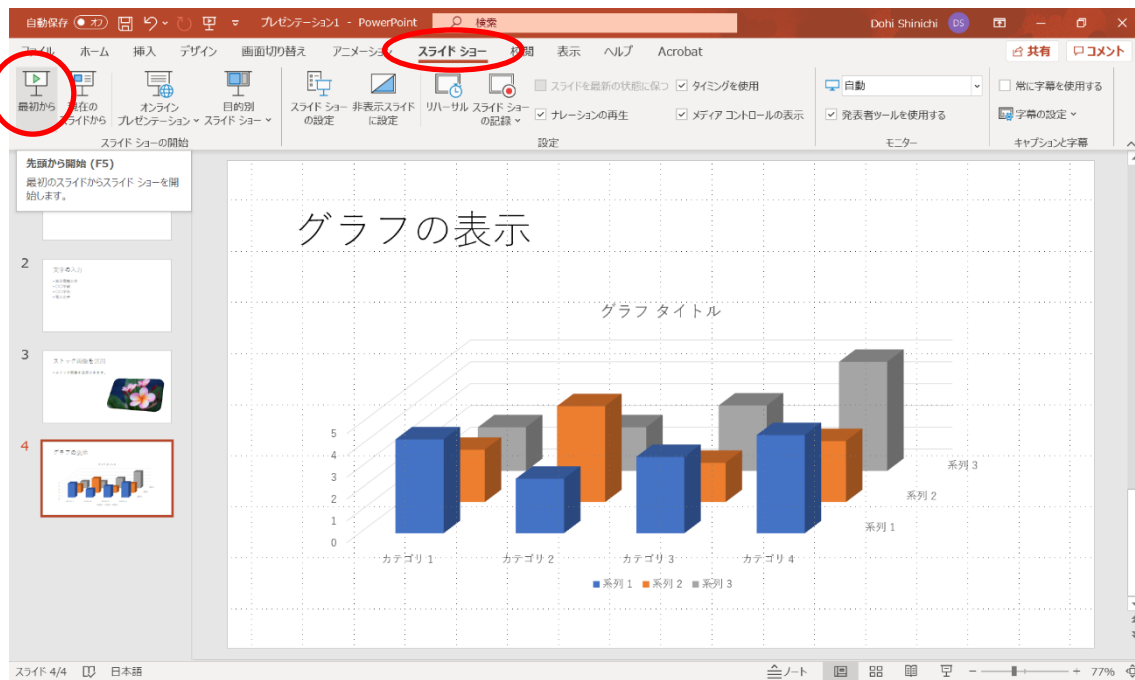 自動保存 オフ プレゼンテーション1 - PowerPoint 検索 Dohi Shinichi DS
ファイル ホーム 挿入 デザイン 画面切り替え アニメーション スライド ショー 校閲 表示 ヘルプ Acrobat 共有 コメント
最初から 現在の
スライドから オンライン
プレゼンテーション 目的別
スライド ショー スライド ショー
の設定 非表示スライド
に設定 リハーサル スライド ショー
の記録
スライドを最新の状態に保つ タイミングを使用
ナレーションの再生 メディア コントロールの表示
自動
発表者ツールを使用する
常に字幕を使用する
字幕の設定
スライド ショーの開始 設定 モニター キャプションと字幕
先頭から開始 (F5)
最初のスライドからスライド ショーを開
始します。
2
文字の入力
3
4
グラフの表示
グラフの表示
グラフ タイトル
5
4
3
2
1
0
系列 3
系列 2
系列 1
カテゴリ 1 カテゴリ 2 カテゴリ 3 カテゴリ 4
系列 1 系列 2 系列 3
スライド 4/4 日本語 ノート 77%